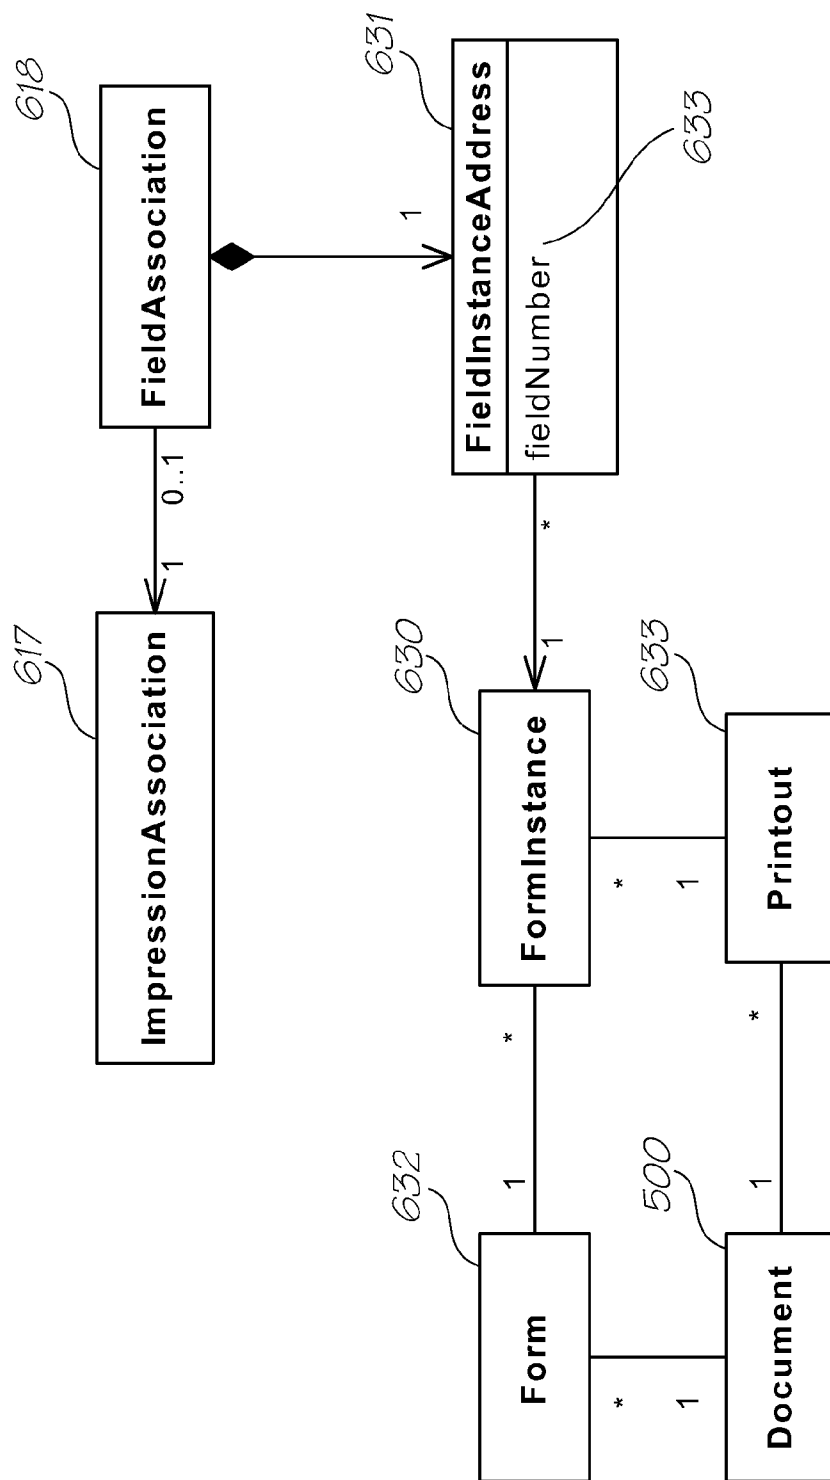 617
618
ImpressionAssociation
1
0..1
FieldAssociation
1
632
630
631
Form
1
*
FormInstance
1
*
FieldInstanceAddress
fieldNumber
*
1
*
1
500
633
633
Document
1
*
Printout